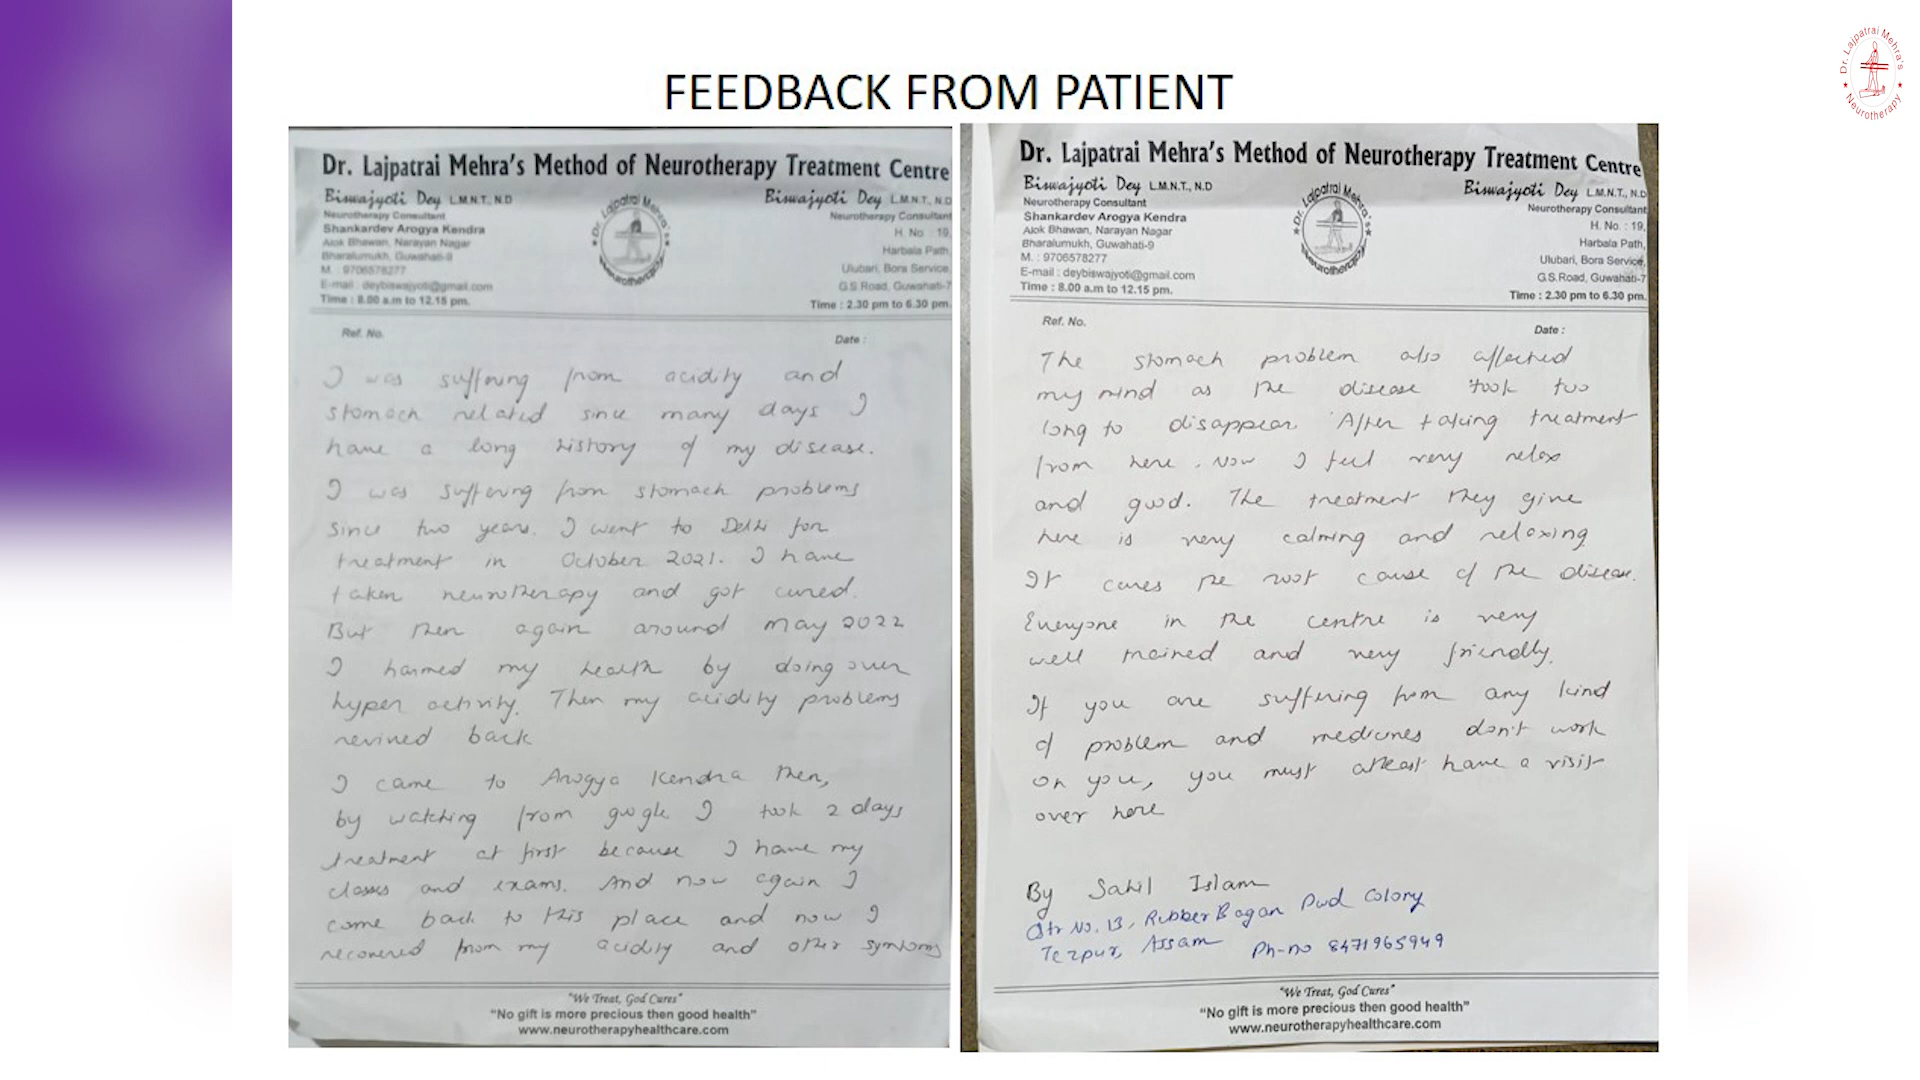 FEEDBACK FROM PATIENT
Dr. Lajpatrai Mehra's Neurotherapy
Dr. Lajpatrai Mehra's Method of Neurotherapy Treatment Centre
Biswajyoti Dey L.M.N.T., N.D
Neurotherapy Consultant
Shankardev Arogya Kendra
Alok Bhawan, Narayan Nagar
Bharalumukh, Guwahati-9
M. : 9706578277
E-mail : deybiswajyoti@gmail.com
Time : 8.00 a.m to 12.15 pm.
Dr. Lajpatrai Mehra's Neurotherapy
Biswajyoti Dey L.M.N.T., N.D
Neurotherapy Consultant
H. No. : 19,
Harbala Path,
Ulubari, Bora Service,
G.S.Road, Guwahati-7
Time : 2.30 pm to 6.30 pm.
Ref. No.
Date :
I was suffering from acidity and
stomach related since many days I
have a long history of my disease.
I was suffering from stomach problems
since two years. I went to Delhi for
treatment in October 2021. I have
taken neurotherapy and got cured.
But then again around may 2022
I harmed my health by doing over
hyper activity. Then my acidity problems
revived back
I came to Arogya Kendra then,
by watching from google I took 2 days
treatment at first because I have my
classes and exams. And now again I
come back to this place and now I
recovered from my acidity and other symtoms
"We Treat, God Cures"
"No gift is more precious then good health"
www.neurotherapyhealthcare.com
Dr. Lajpatrai Mehra's Method of Neurotherapy Treatment Centre
Biswajyoti Dey L.M.N.T., N.D
Neurotherapy Consultant
Shankardev Arogya Kendra
Alok Bhawan, Narayan Nagar
Bharalumukh, Guwahati-9
M. : 9706578277
E-mail : deybiswajyoti@gmail.com
Time : 8.00 a.m to 12.15 pm.
Dr. Lajpatrai Mehra's Neurotherapy
Biswajyoti Dey L.M.N.T., N.D
Neurotherapy Consultant
H. No. : 19,
Harbala Path,
Ulubari, Bora Service,
G.S.Road, Guwahati-7
Time : 2.30 pm to 6.30 pm.
Ref. No.
Date :
The stomach problem also affected
my mind as the disease took too
long to disappear. After taking treatment
from here. Now I feel very relax
and good. The treatment they give
here is very calming and relaxing
It cures the root cause of the disease.
Everyone in the centre is very
well trained and very friendly.
If you are suffering from any kind
of problem and medicines don't work
on you, you must atleast have a visit
over here
By Sahil Islam
Qtr No. 13, Rubber Bagan Pwd Colony
Tezpur, Assam Ph-no 8471965949
"We Treat, God Cures"
"No gift is more precious then good health"
www.neurotherapyhealthcare.com